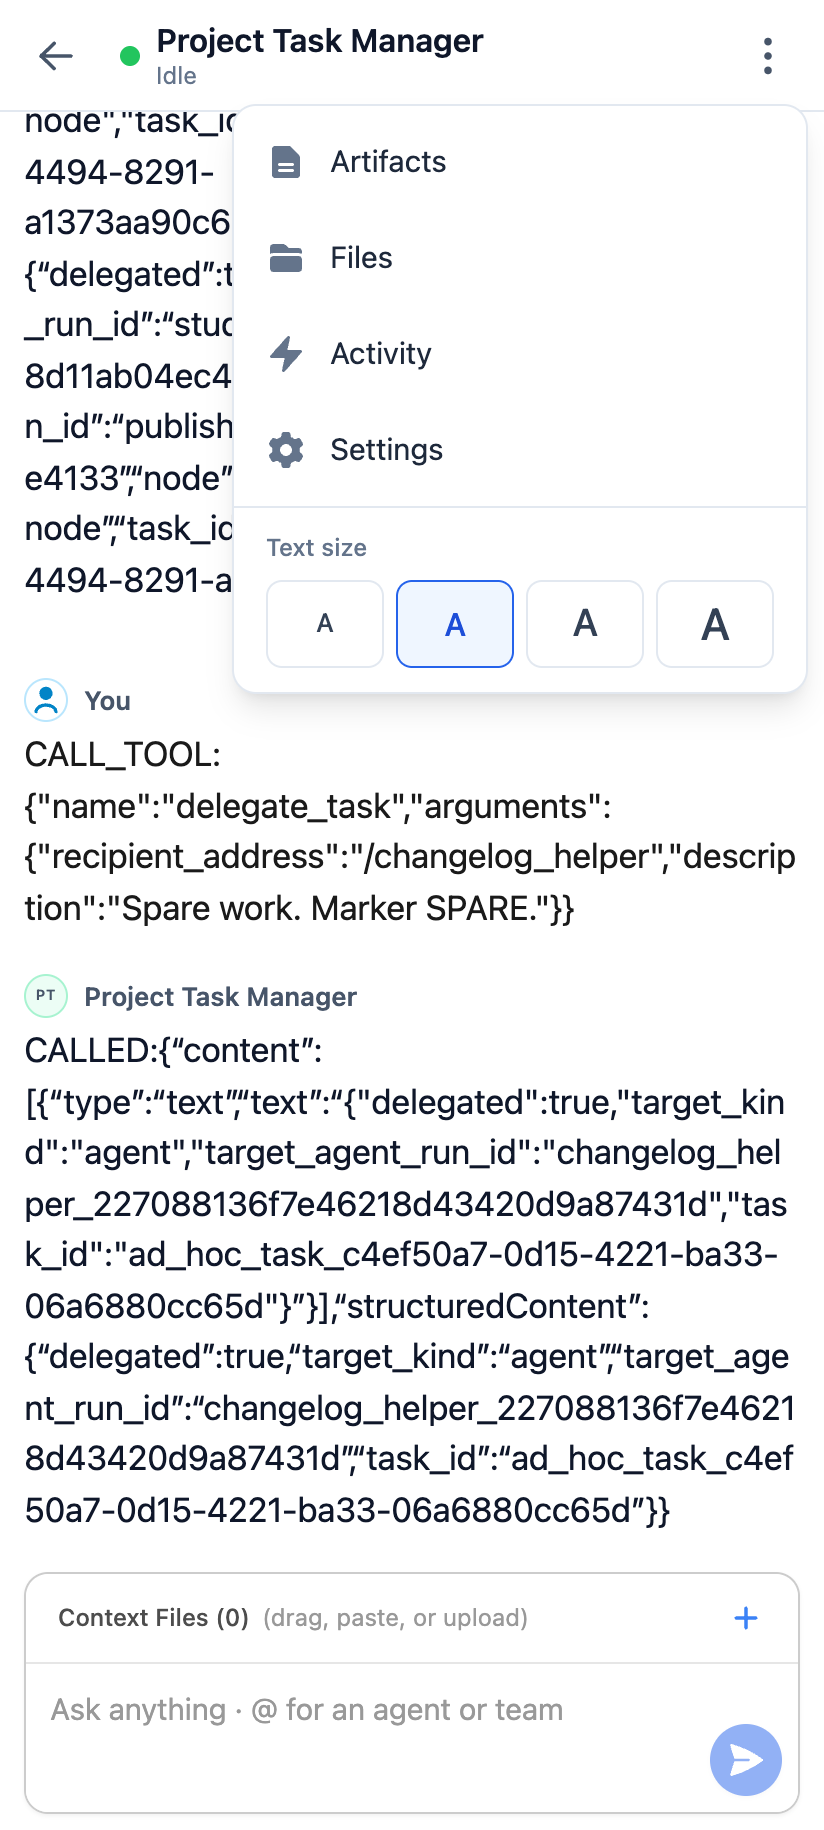 Project Task Manager
Idle
node","task_id
4494-8291-
a1373aa90c6
{“delegated”:t
_run_id”:“stud
8d11ab04ec4
n_id”:“publish
e4133”,“node”
node”,“task_id
4494-8291-a
Artifacts
Files
Activity
Settings
Text size
A A A A
You
CALL_TOOL:
{"name":"delegate_task","arguments":
{"recipient_address":"/changelog_helper","descrip
tion":"Spare work. Marker SPARE."}}
PT Project Task Manager
CALLED:{“content”:
[{“type”:“text”,“text”:“{"delegated":true,"target_kin
d":"agent","target_agent_run_id":"changelog_hel
per_227088136f7e46218d43420d9a87431d","tas
k_id":"ad_hoc_task_c4ef50a7-0d15-4221-ba33-
06a6880cc65d"}”}],“structuredContent”:
{“delegated”:true,“target_kind”:“agent”,“target_age
nt_run_id”:“changelog_helper_227088136f7e4621
8d43420d9a87431d”,“task_id”:“ad_hoc_task_c4ef
50a7-0d15-4221-ba33-06a6880cc65d”}}
Context Files (0) (drag, paste, or upload)
Ask anything · @ for an agent or team